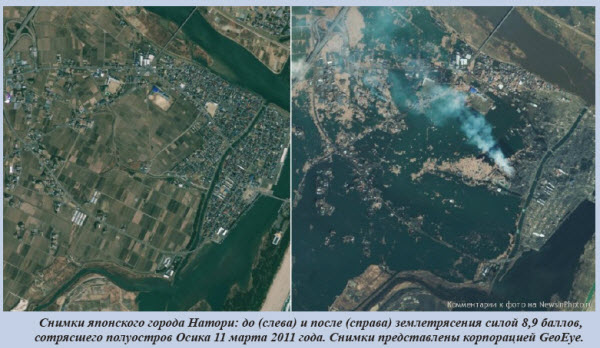 Комментарии к фото на NewsInPhoto.ru
Снимки японского города Натори: до (слева) и после (справа) землетрясения силой 8,9 баллов,
сотрясшего полуостров Осика 11 марта 2011 года. Снимки представлены корпорацией GeoEye.